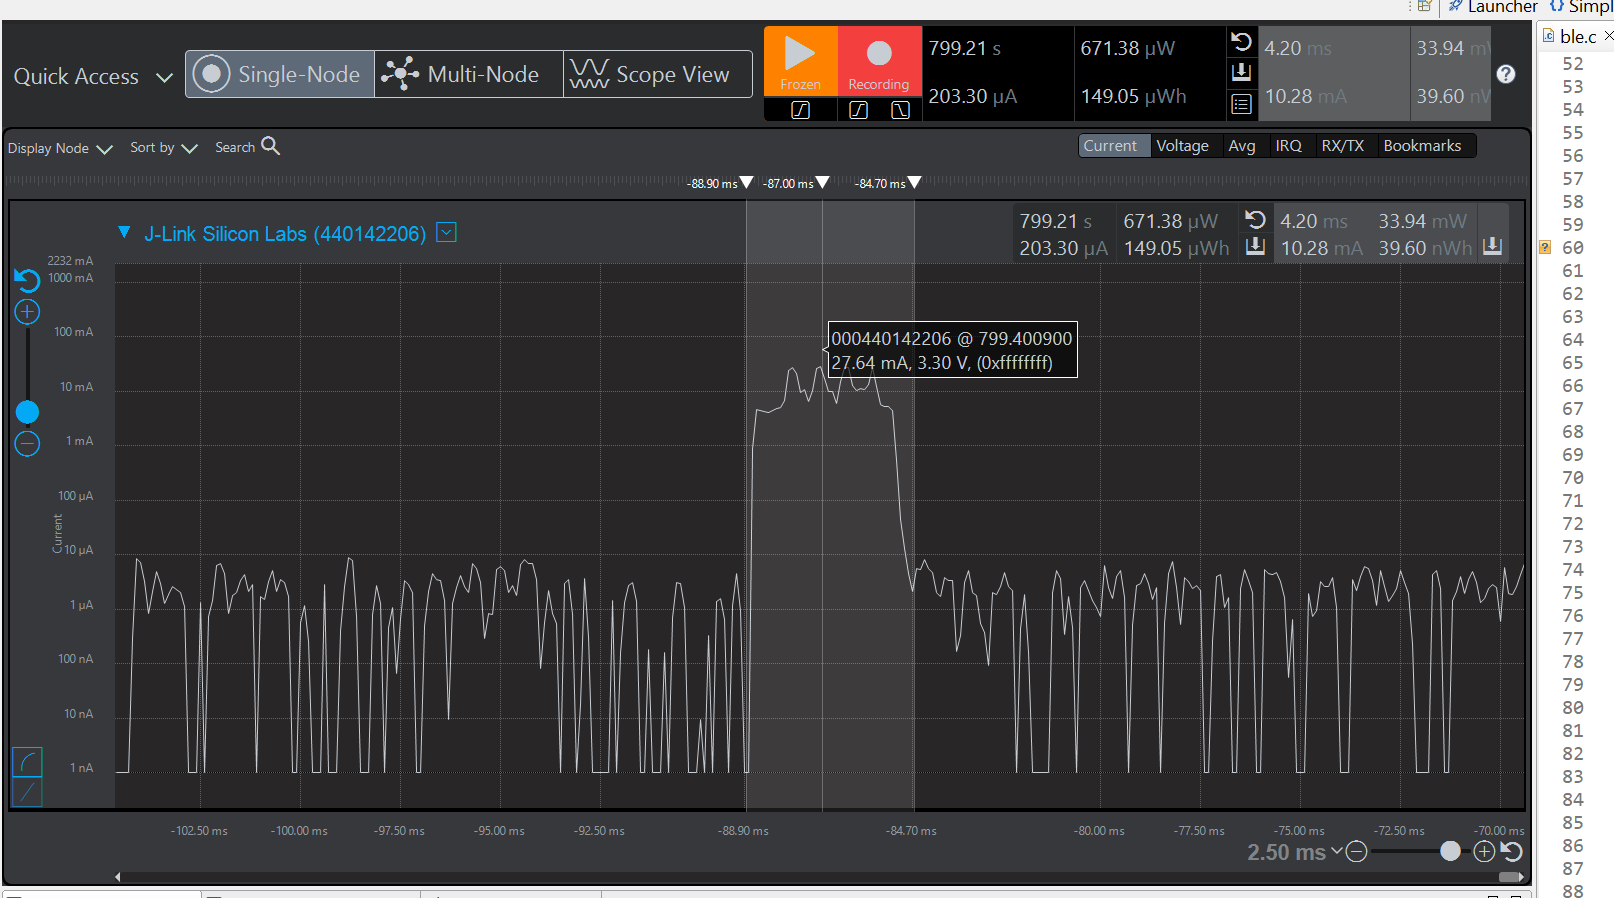 Launcher
Simpl
Quick Access
Single-Node
Multi-Node
Scope View
Frozen
Recording
799.21 s
671.38 µW
203.30 µA
149.05 µWh
4.20 ms
33.94 mW
10.28 mA
39.60 nW
ble.c
Display Node
Sort by
Search
Current
Voltage
Avg
IRQ
RX/TX
Bookmarks
-88.90 ms
-87.00 ms
-84.70 ms
J-Link Silicon Labs (440142206)
799.21 s
671.38 µW
4.20 ms
33.94 mW
203.30 µA
149.05 µWh
10.28 mA
39.60 nWh
2232 mA
1000 mA
100 mA
10 mA
1 mA
100 µA
10 µA
1 µA
100 nA
10 nA
1 nA
Current
000440142206 @ 799.400900
27.64 mA, 3.30 V, (0xffffffff)
-102.50 ms
-100.00 ms
-97.50 ms
-95.00 ms
-92.50 ms
-88.90 ms
-84.70 ms
-80.00 ms
-77.50 ms
-75.00 ms
-72.50 ms
-70.00 ms
2.50 ms
52
53
54
55
56
57
58
59
60
61
62
63
64
65
66
67
68
69
70
71
72
73
74
75
76
77
78
79
80
81
82
83
84
85
86
87
88